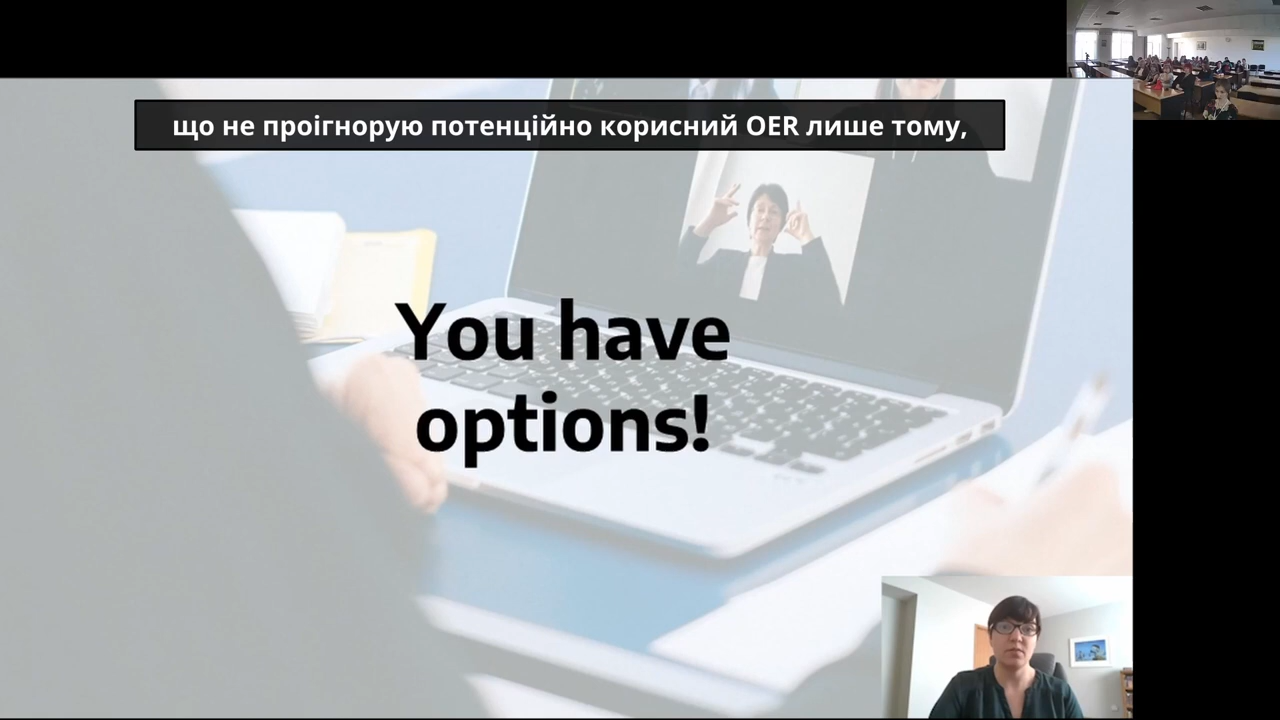 що не проігнорую потенційно корисний OER лише тому,
You have
options!